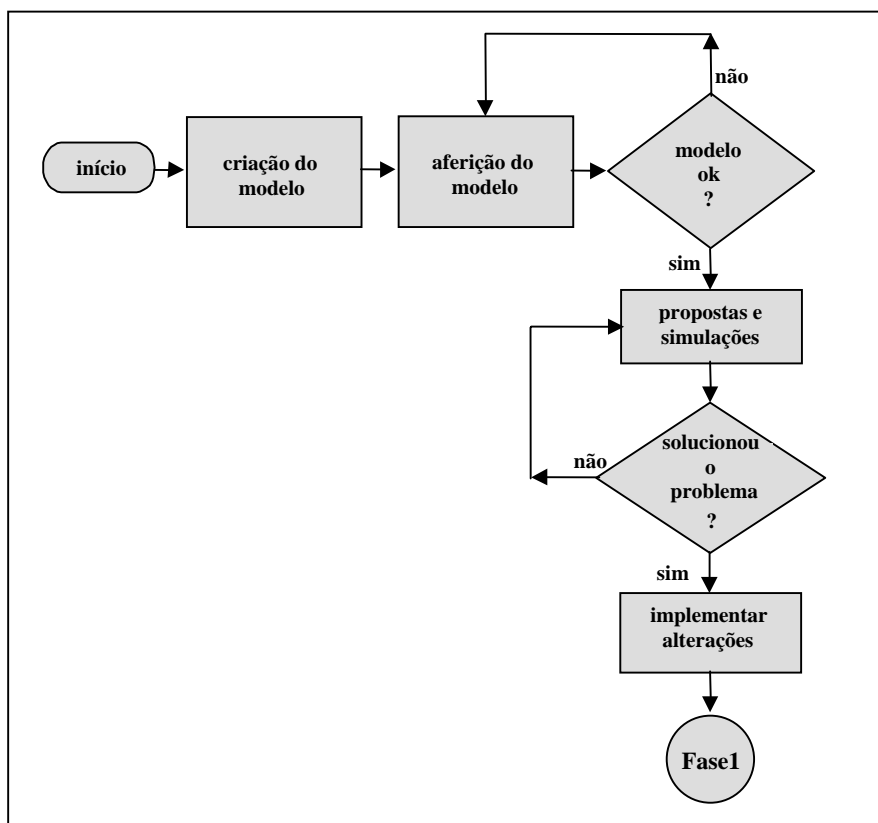 início
criação do
modelo
aferição do
modelo
modelo
ok
?
não
sim
propostas e
simulações
solucionou
o
problema
?
não
sim
implementar
alterações
Fase1